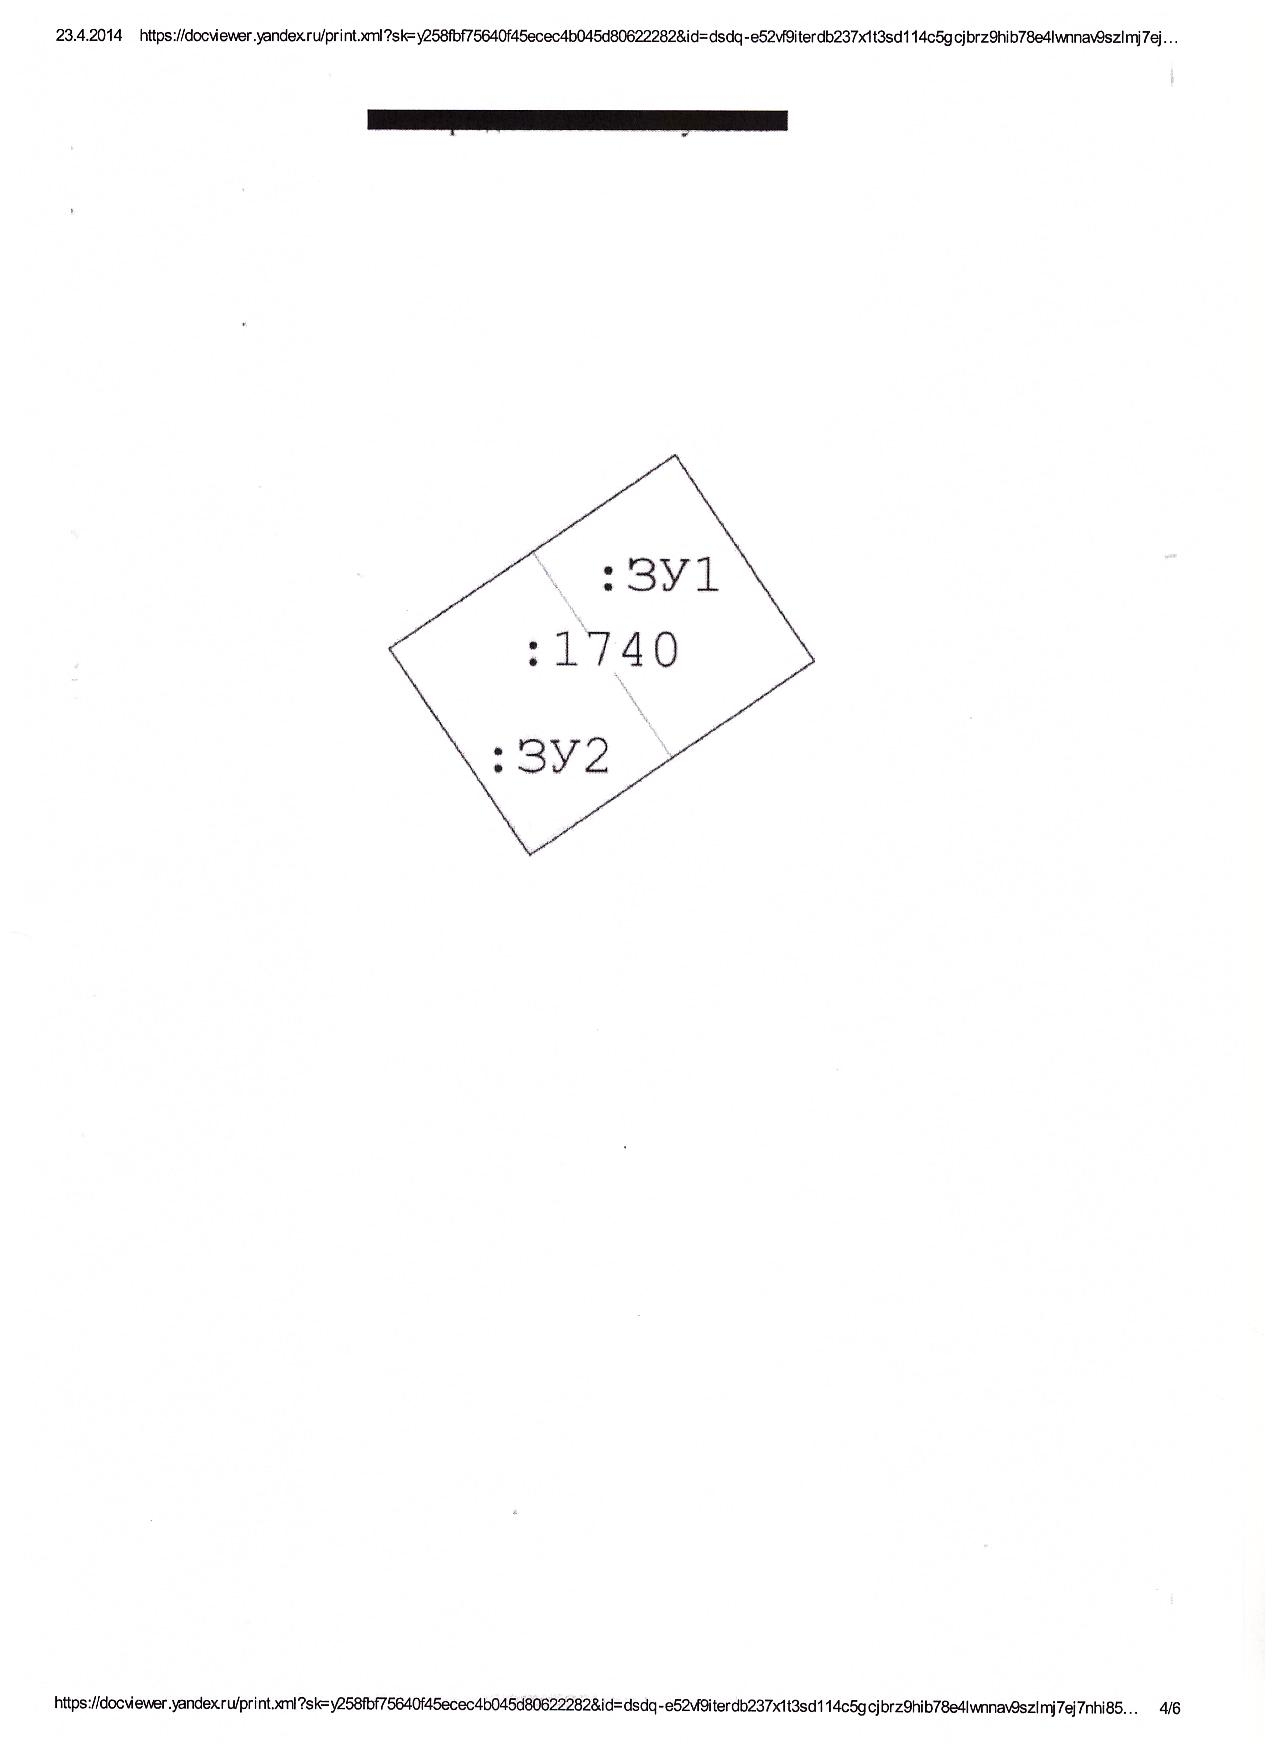 23.4.2014 https://docviewer.yandex.ru/print.xml?sk=y258fbf75640f45ecec4b045d80622282&id=dsdq-e52vf9iterdb237x1t3sd114c5gcjbrz9hib78e4lwnnav9szlmj7ej...
:ЗУ1
:1740
:ЗУ2
https://docviewer.yandex.ru/print.xml?sk=y258fbf75640f45ecec4b045d80622282&id=dsdq-e52vf9iterdb237x1t3sd114c5gcjbrz9hib78e4lwnnav9szlmj7ej7nhi85... 4/6